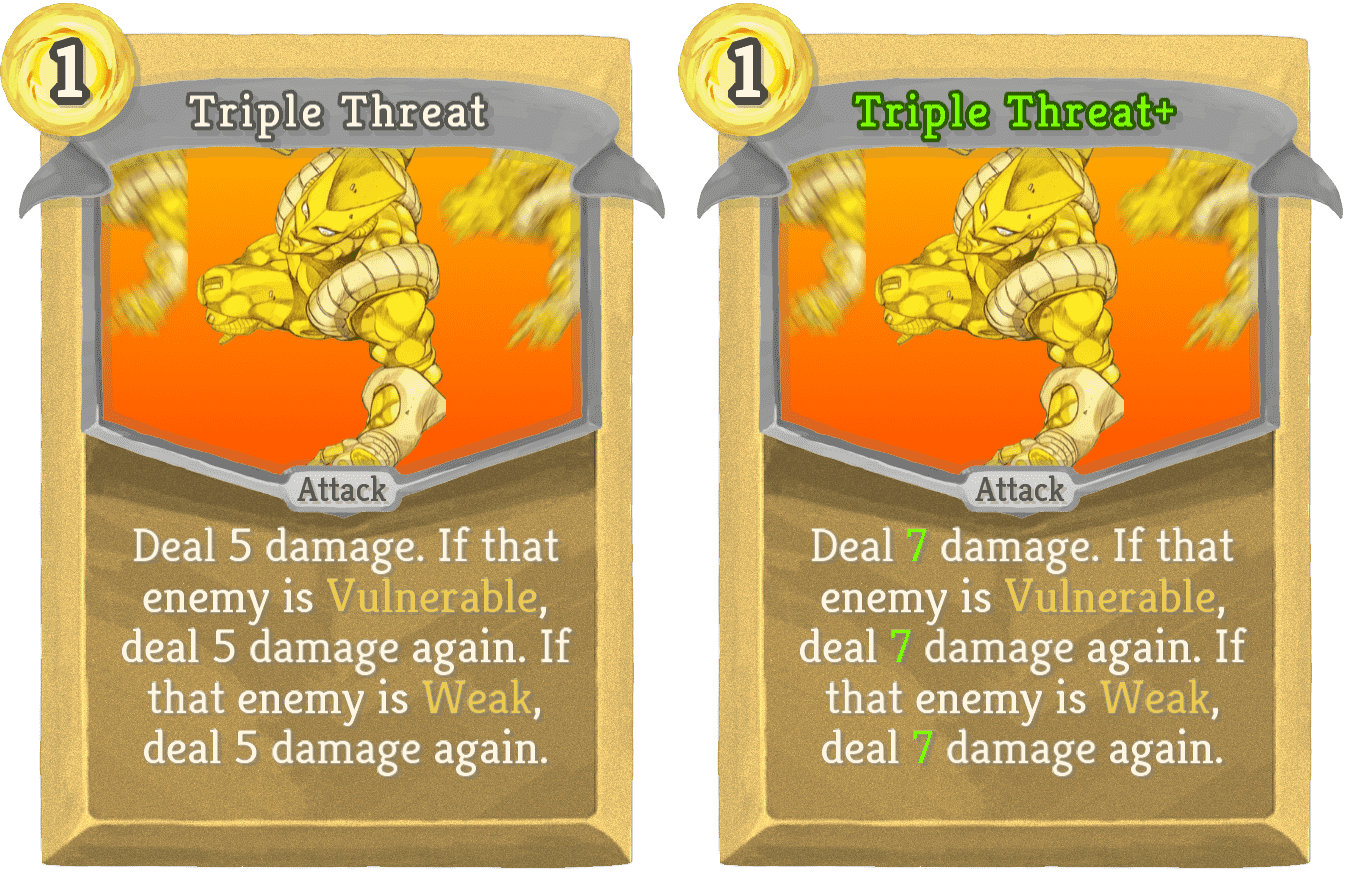 1
Triple Threat
Attack
Deal 5 damage. If that
enemy is Vulnerable,
deal 5 damage again. If
that enemy is Weak,
deal 5 damage again.
1
Triple Threat+
Attack
Deal 7 damage. If that
enemy is Vulnerable,
deal 7 damage again. If
that enemy is Weak,
deal 7 damage again.